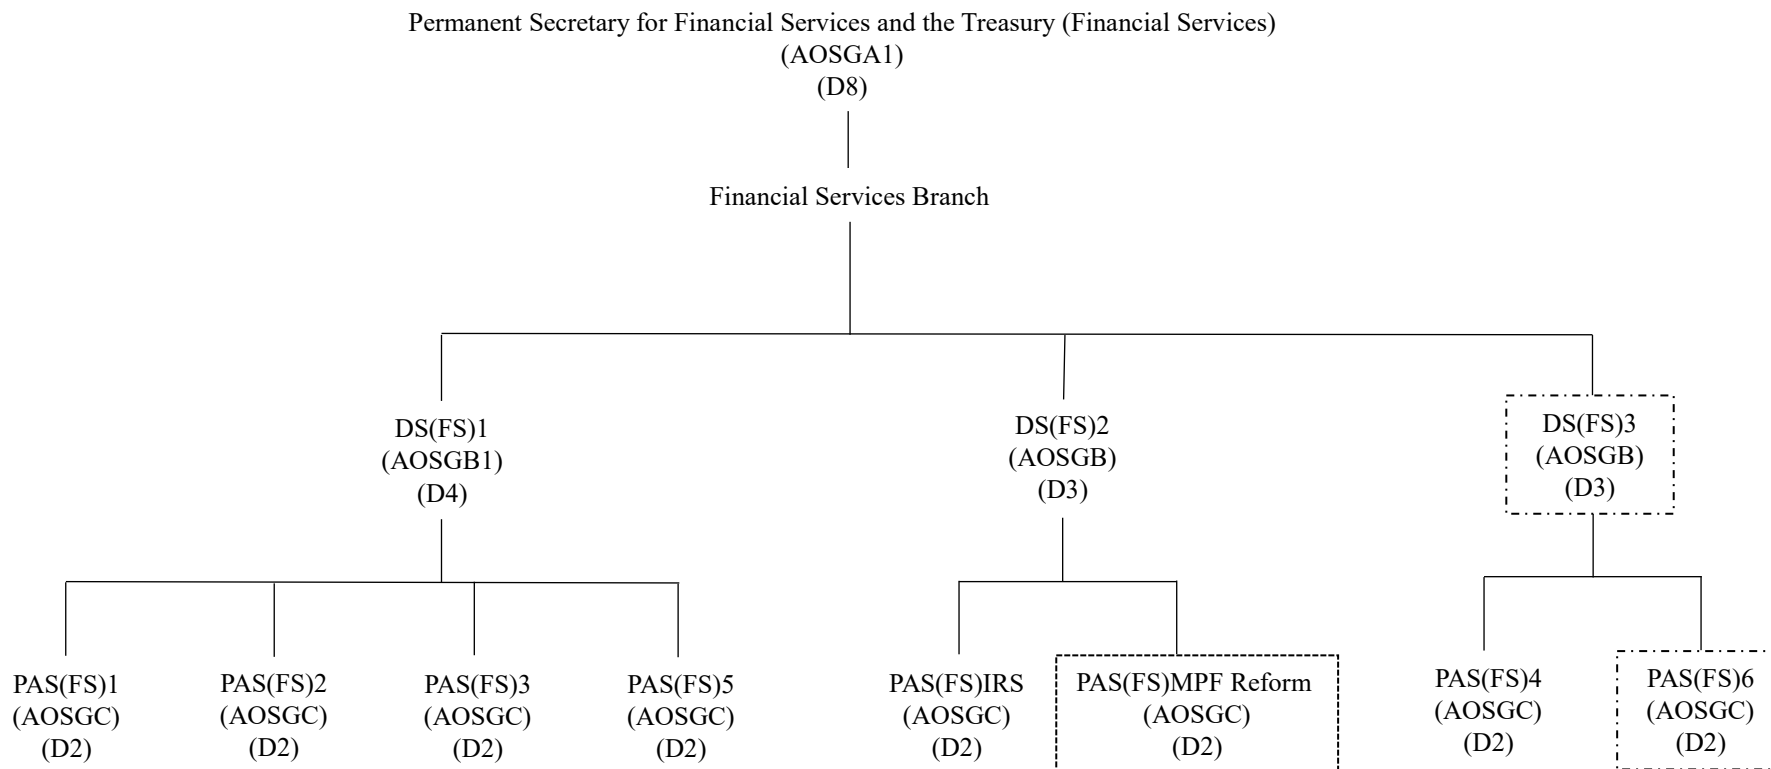 Permanent Secretary for Financial Services and the Treasury (Financial Services)
(AOSGA1)
(D8)
Financial Services Branch
DS(FS)1
(AOSGB1)
(D4)
DS(FS)2
(AOSGB)
(D3)
DS(FS)3
(AOSGB)
(D3)
PAS(FS)1
(AOSGC)
(D2)
PAS(FS)2
(AOSGC)
(D2)
PAS(FS)3
(AOSGC)
(D2)
PAS(FS)5
(AOSGC)
(D2)
PAS(FS)IRS
(AOSGC)
(D2)
PAS(FS)MPF Reform
(AOSGC)
(D2)
PAS(FS)4
(AOSGC)
(D2)
PAS(FS)6
(AOSGC)
(D2)